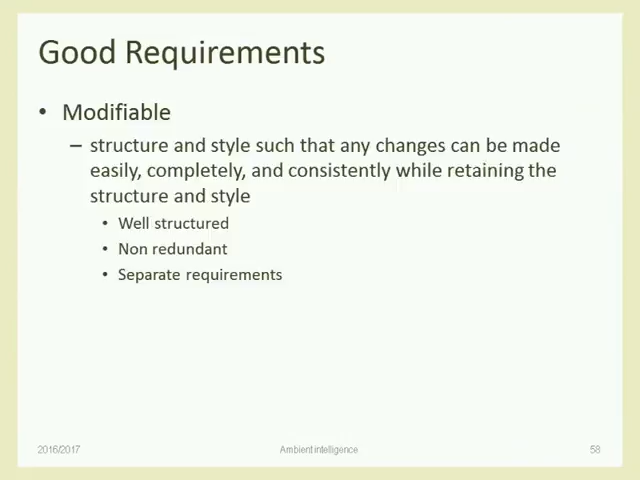 Good Requirements
• Modifiable
– structure and style such that any changes can be made
easily, completely, and consistently while retaining the
structure and style
• Well structured
• Non redundant
• Separate requirements
2016/2017
Ambient intelligence
58